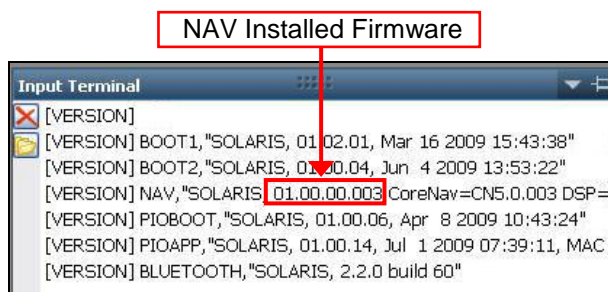 NAV Installed Firmware
Input Terminal
[VERSION]
[VERSION] BOOT1,"SOLARIS, 01.02.01, Mar 16 2009 15:43:38"
[VERSION] BOOT2,"SOLARIS, 01.00.04, Jun 4 2009 13:53:22"
[VERSION] NAV,"SOLARIS, 01.00.00.003 CoreNav=CN5.0.003 DSP=
[VERSION] PIOBOOT,"SOLARIS, 01.00.06, Apr 8 2009 10:43:24"
[VERSION] PIOAPP,"SOLARIS, 01.00.14, Jul 1 2009 07:39:11, MAC
[VERSION] BLUETOOTH,"SOLARIS, 2.2.0 build 60"